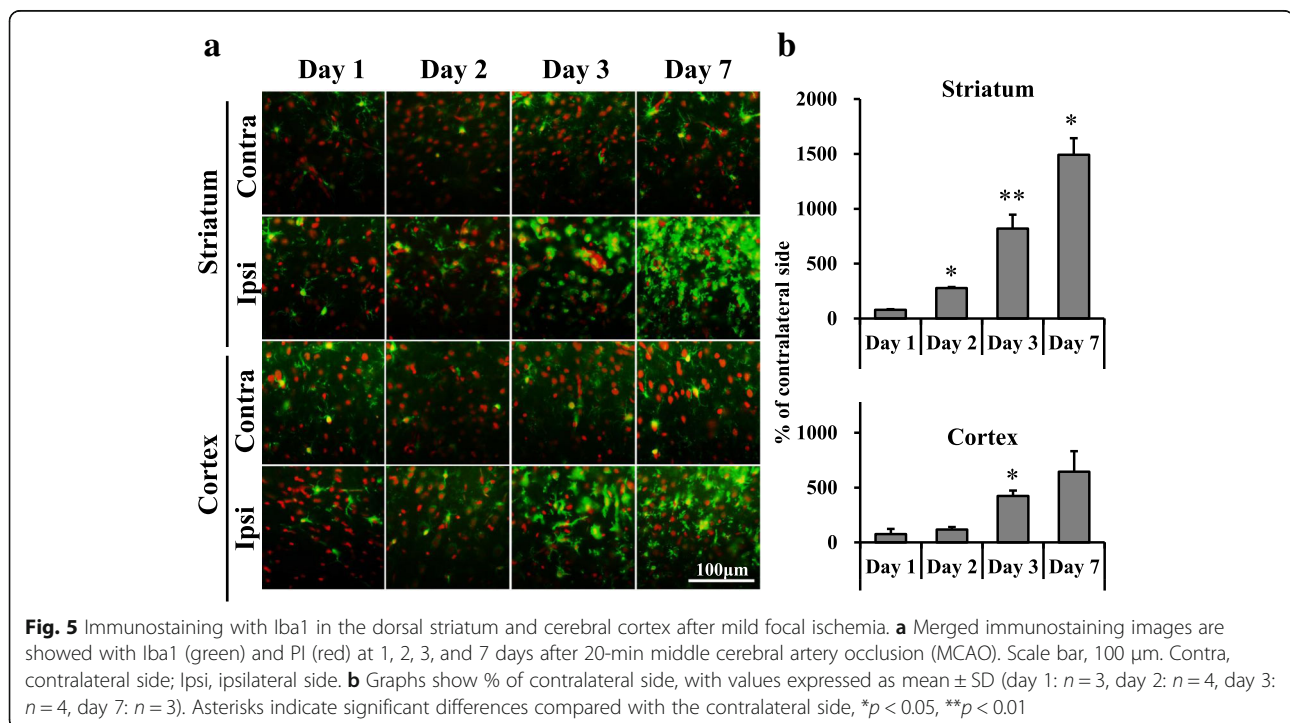 a
Day 1 Day 2 Day 3 Day 7
Striatum
Contra
Ipsi
Cortex
Contra
Ipsi
100μm
b
% of contralateral side
Striatum
2000
1500
1000
500
0
*
**
*
Day 1 Day 2 Day 3 Day 7
Cortex
1000
500
0
*
Day 1 Day 2 Day 3 Day 7
Fig. 5 Immunostaining with Iba1 in the dorsal striatum and cerebral cortex after mild focal ischemia. a Merged immunostaining images are
showed with Iba1 (green) and PI (red) at 1, 2, 3, and 7 days after 20-min middle cerebral artery occlusion (MCAO). Scale bar, 100 μm. Contra,
contralateral side; Ipsi, ipsilateral side. b Graphs show % of contralateral side, with values expressed as mean ± SD (day 1: n = 3, day 2: n = 4, day 3:
n = 4, day 7: n = 3). Asterisks indicate significant differences compared with the contralateral side, *p < 0.05, **p < 0.01